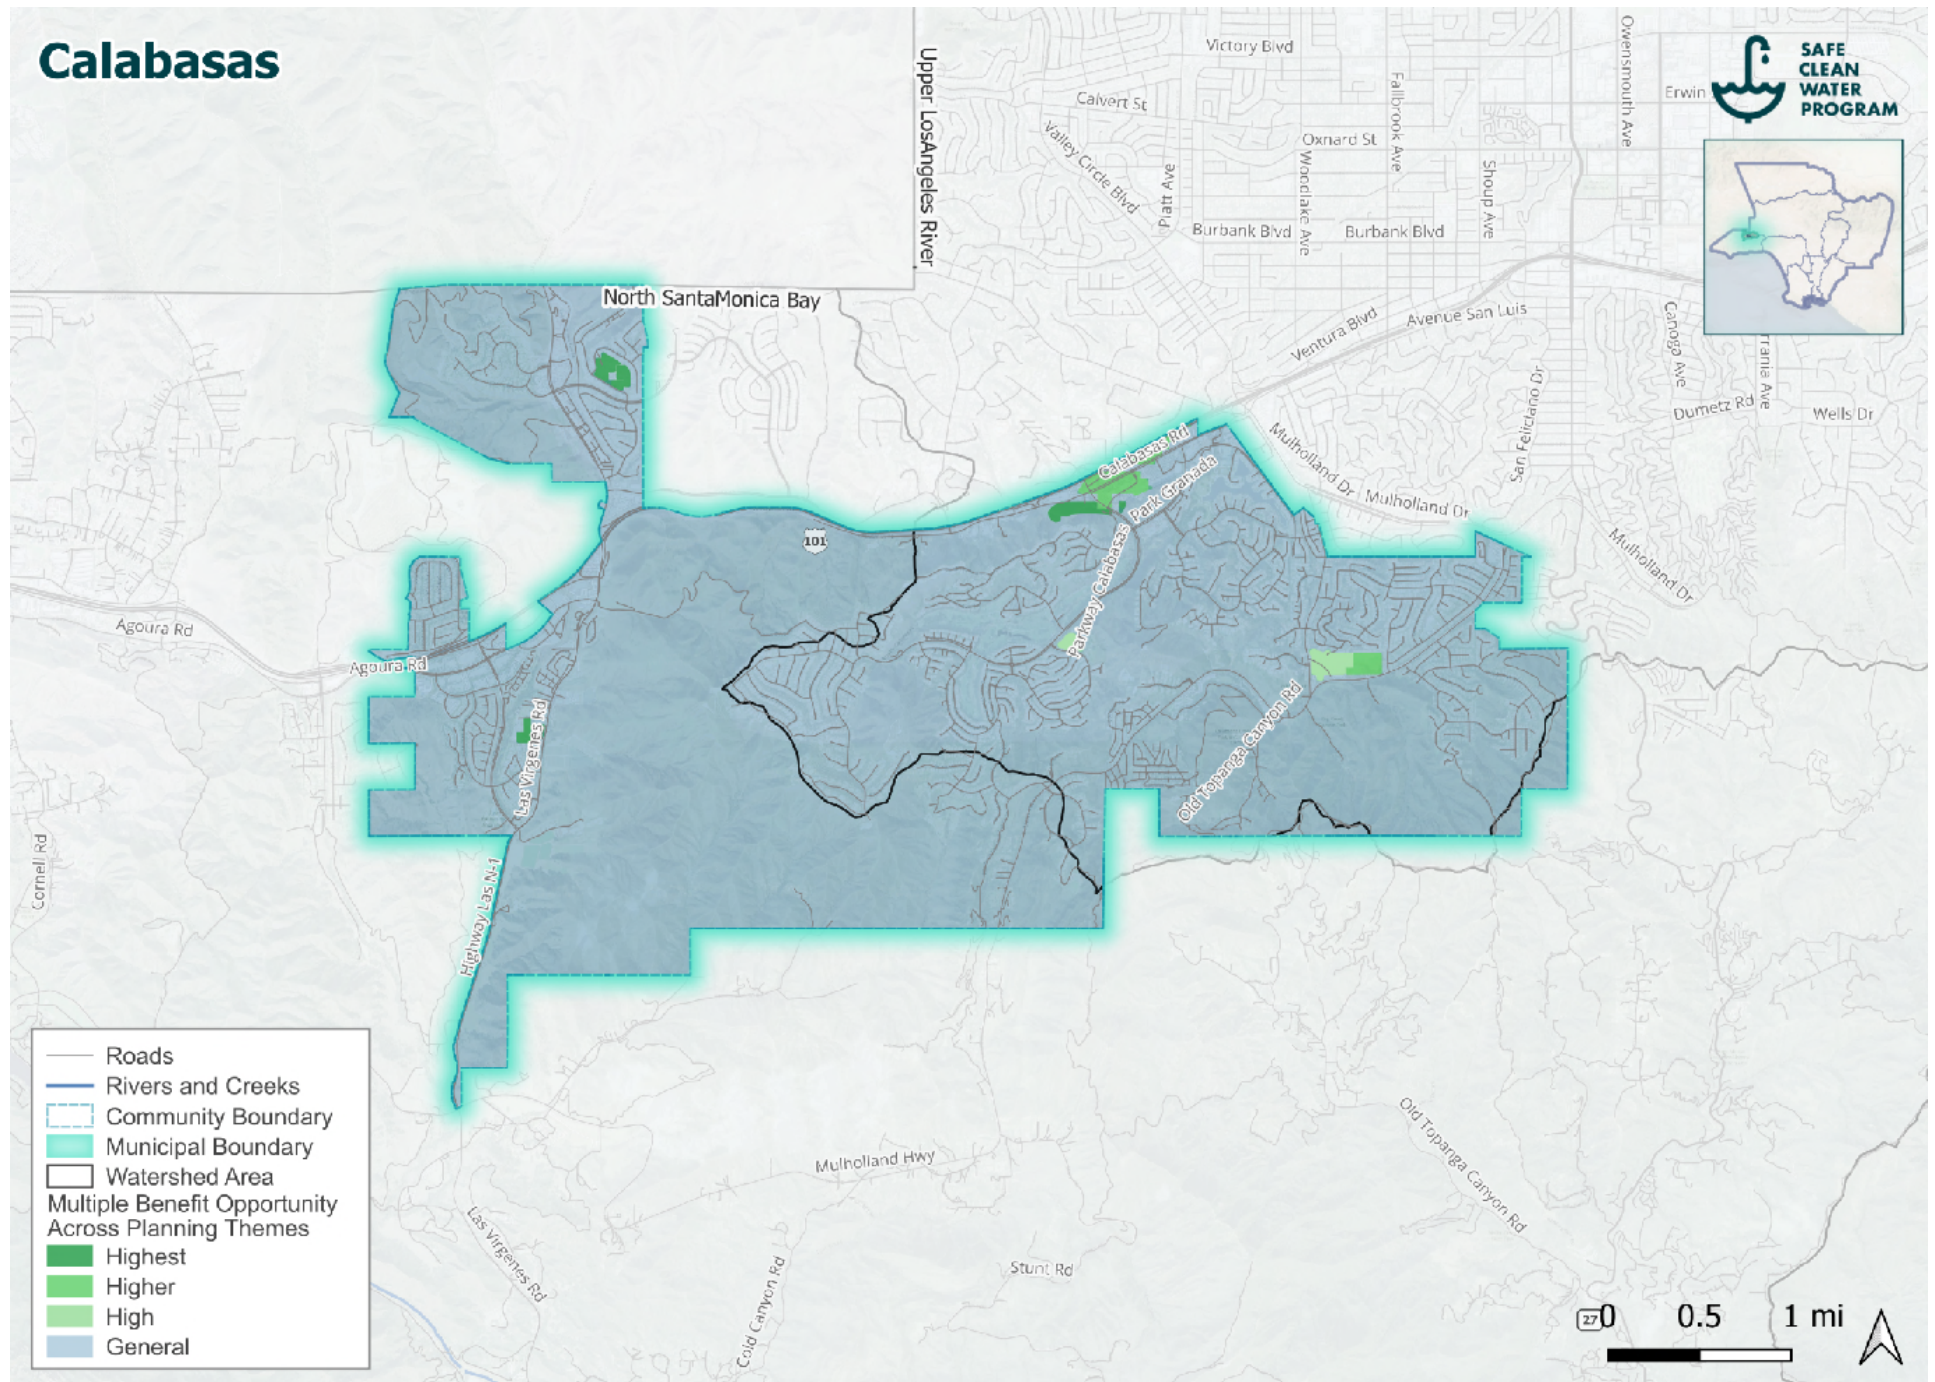 Calabasas
SAFE
CLEAN
WATER
PROGRAM
Victory Blvd
Owensmouth Ave
Upper LosAngeles River
Calvert St
Fallbrook Ave
Erwin
Valley Circle Blvd
Oxnard St
Platt Ave
Woodlake Ave
Shoup Ave
Burbank Blvd
Burbank Blvd
North SantaMonica Bay
Ventura Blvd
Avenue San Luis
Canoga Ave
rrania Ave
San Feliciano Dr
Dumetz Rd
Wells Dr
Calabasas Rd
Park Granada
Mulholland Dr
Mulholland Dr
Mulholland Dr
101
Parkway Calabasas
Agoura Rd
Agoura Rd
Las Virgenes Rd
Old Topanga Canyon Rd
Cornell Rd
Highway Las N-1
Mulholland Hwy
Old Topanga Canyon Rd
Las Virgenes Rd
Cold Canyon Rd
Stunt Rd
Roads
Rivers and Creeks
Community Boundary
Municipal Boundary
Watershed Area
Multiple Benefit Opportunity
Across Planning Themes
Highest
Higher
High
General
27
0 0.5 1 mi